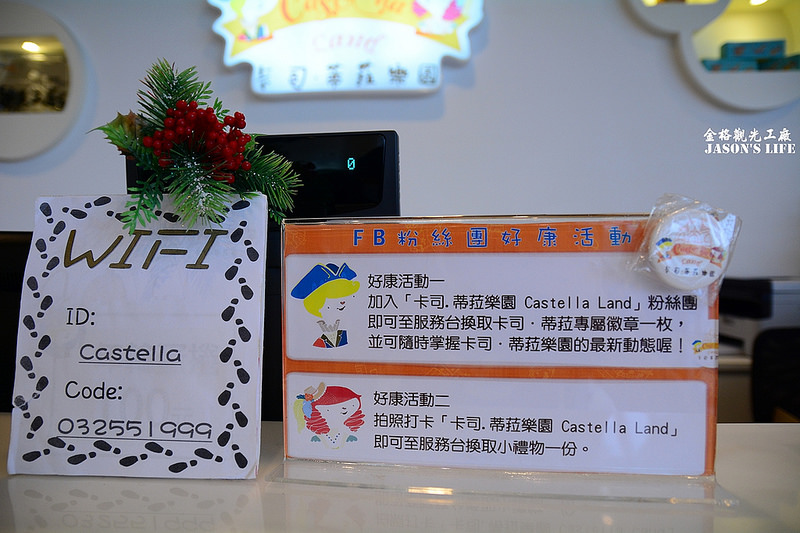 Castella
Land
卡司·蒂菈樂園
金格觀光工廠
JASON'S LIFE
0
WIFI
ID:
Castella
Code:
032551999
FB粉絲團好康活動
好康活動一
加入「卡司.蒂菈樂園 Castella Land」粉絲團
即可至服務台換取卡司．蒂菈專屬徽章一枚，
並可隨時掌握卡司．蒂菈樂園的最新動態喔！
好康活動二
拍照打卡「卡司.蒂菈樂園 Castella Land」
即可至服務台換取小禮物一份。